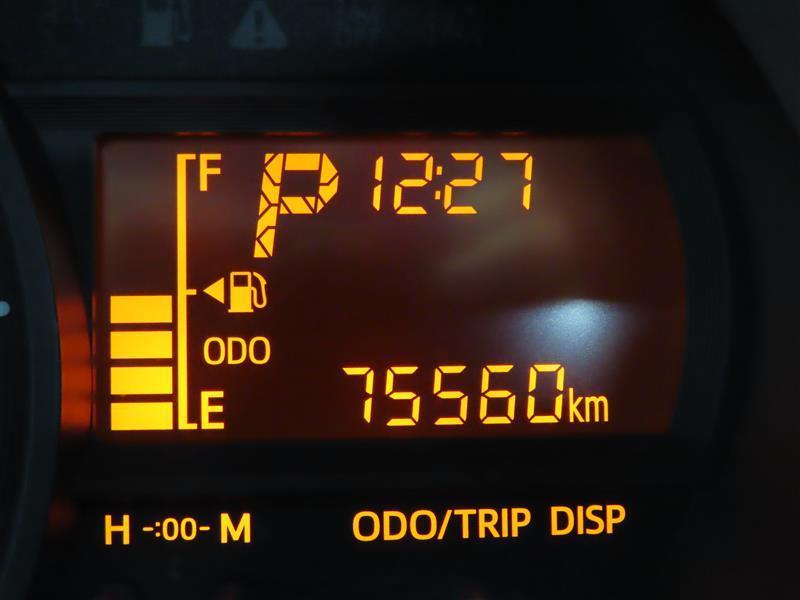 F P 12:27
ODO
E 75560km
H -:00- M ODO/TRIP DISP